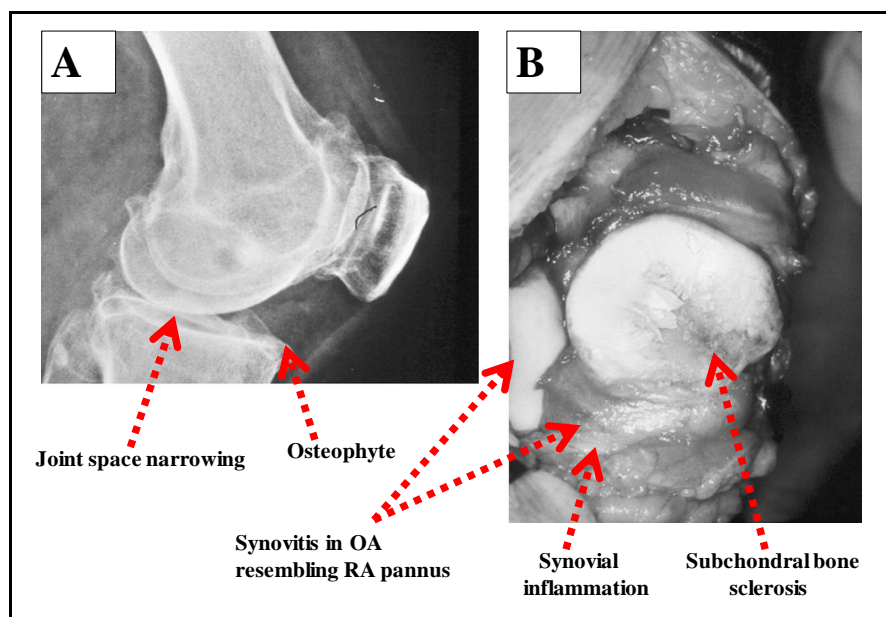 A
B
Joint space narrowing
Osteophyte
Synovitis in OA
resembling RA pannus
Synovial
inflammation
Subchondral bone
sclerosis